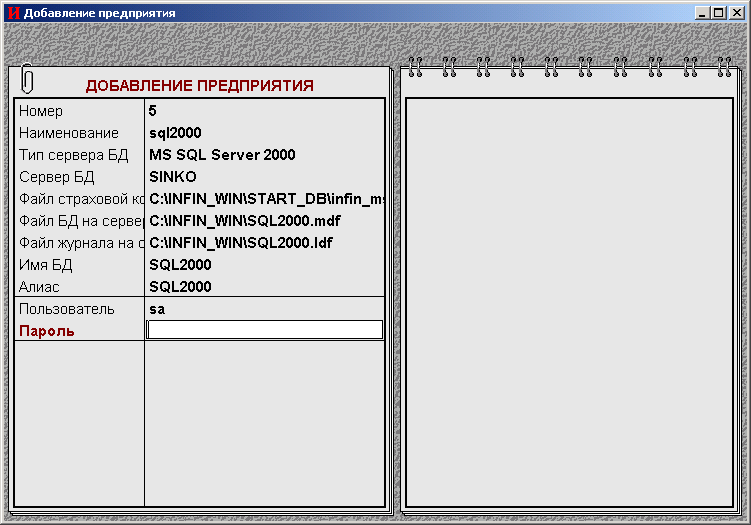 Добавление предприятия
ДОБАВЛЕНИЕ ПРЕДПРИЯТИЯ
Номер 5
Наименование sql2000
Тип сервера БД MS SQL Server 2000
Сервер БД SINKO
Файл страховой ко C:\INFIN_WIN\START_DB\infin_ms
Файл БД на сервер C:\INFIN_WIN\SQL2000.mdf
Файл журнала на с C:\INFIN_WIN\SQL2000.ldf
Имя БД SQL2000
Алиас SQL2000
Пользователь sa
Пароль